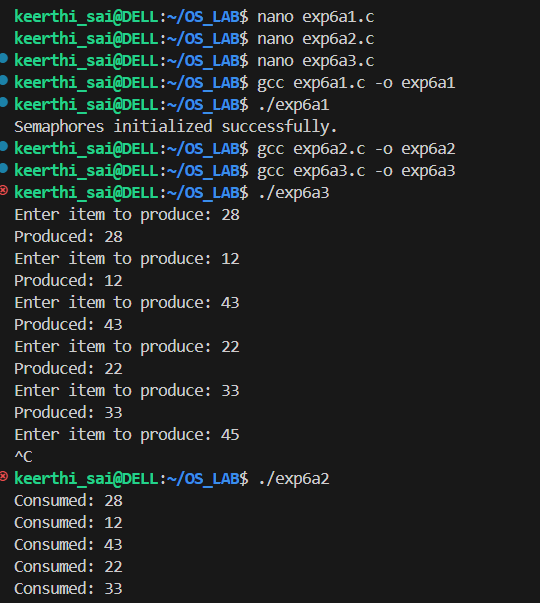 keerthi_sai@DELL:~/OS_LAB$ nano exp6a1.c
keerthi_sai@DELL:~/OS_LAB$ nano exp6a2.c
keerthi_sai@DELL:~/OS_LAB$ nano exp6a3.c
keerthi_sai@DELL:~/OS_LAB$ gcc exp6a1.c -o exp6a1
keerthi_sai@DELL:~/OS_LAB$ ./exp6a1
Semaphores initialized successfully.
keerthi_sai@DELL:~/OS_LAB$ gcc exp6a2.c -o exp6a2
keerthi_sai@DELL:~/OS_LAB$ gcc exp6a3.c -o exp6a3
keerthi_sai@DELL:~/OS_LAB$ ./exp6a3
Enter item to produce: 28
Produced: 28
Enter item to produce: 12
Produced: 12
Enter item to produce: 43
Produced: 43
Enter item to produce: 22
Produced: 22
Enter item to produce: 33
Produced: 33
Enter item to produce: 45
^C
keerthi_sai@DELL:~/OS_LAB$ ./exp6a2
Consumed: 28
Consumed: 12
Consumed: 43
Consumed: 22
Consumed: 33